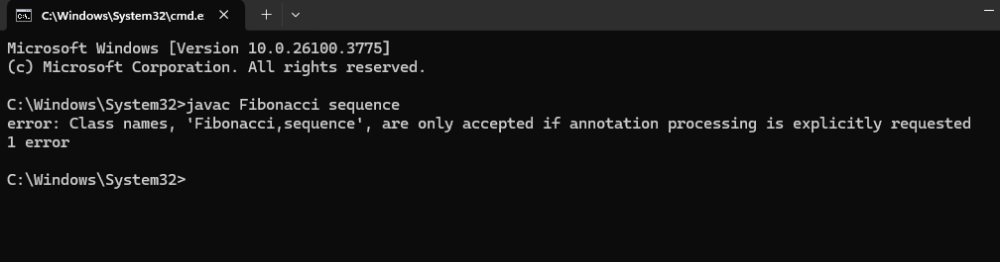 C:\Windows\System32\cmd.e
Microsoft Windows [Version 10.0.26100.3775]
(c) Microsoft Corporation. All rights reserved.
C:\Windows\System32>javac Fibonacci sequence
error: Class names, 'Fibonacci,sequence', are only accepted if annotation processing is explicitly requested
1 error
C:\Windows\System32>